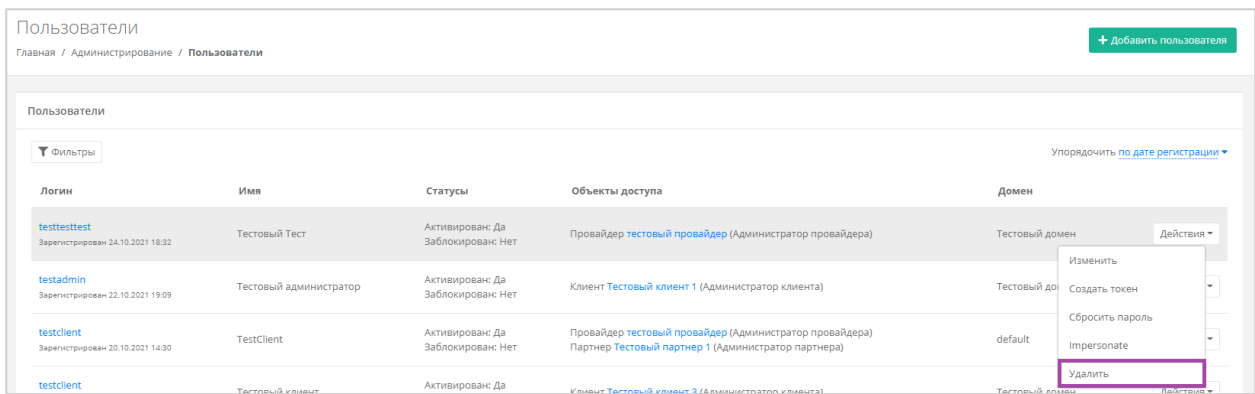 Пользователи
Главная / Администрирование / Пользователи
+ Добавить пользователя
Пользователи
Фильтры
Упорядочить по дате регистрации
Логин Имя Статусы Объекты доступа Домен
testtesttest
Зарегистрирован 24.10.2021 18:32
Тестовый Тест
Активирован: Да
Заблокирован: Нет
Провайдер тестовый провайдер (Администратор провайдера)
Тестовый домен
Действия
Изменить
Создать токен
Сбросить пароль
Impersonate
Удалить
testadmin
Зарегистрирован 22.10.2021 19:09
Тестовый администратор
Активирован: Да
Заблокирован: Нет
Клиент Тестовый клиент 1 (Администратор клиента)
Тестовый до
testclient
Зарегистрирован 20.10.2021 14:30
TestClient
Активирован: Да
Заблокирован: Нет
Провайдер тестовый провайдер (Администратор провайдера)
Партнер Тестовый партнер 1 (Администратор партнера)
default
testclient
Тестовый клиент
Активирован: Да
Клиент Тестовый клиент 3 (Администратор клиента)
Тестовый домен
Действия